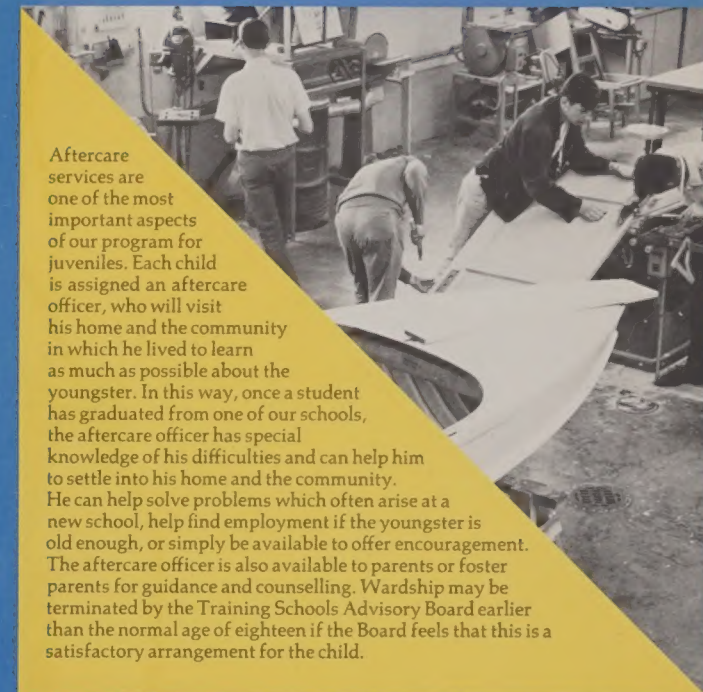 Aftercare
services are
one of the most
important aspects
of our program for
juveniles. Each child
is assigned an aftercare
officer, who will visit
his home and the community
in which he lived to learn
as much as possible about the
youngster. In this way, once a student
has graduated from one of our schools,
the aftercare officer has special
knowledge of his difficulties and can help him
to settle into his home and the community.
He can help solve problems which often arise at a
new school, help find employment if the youngster is
old enough, or simply be available to offer encouragement.
The aftercare officer is also available to parents or foster
parents for guidance and counselling. Wardship may be
terminated by the Training Schools Advisory Board earlier
than the normal age of eighteen if the Board feels that this is a
satisfactory arrangement for the child.